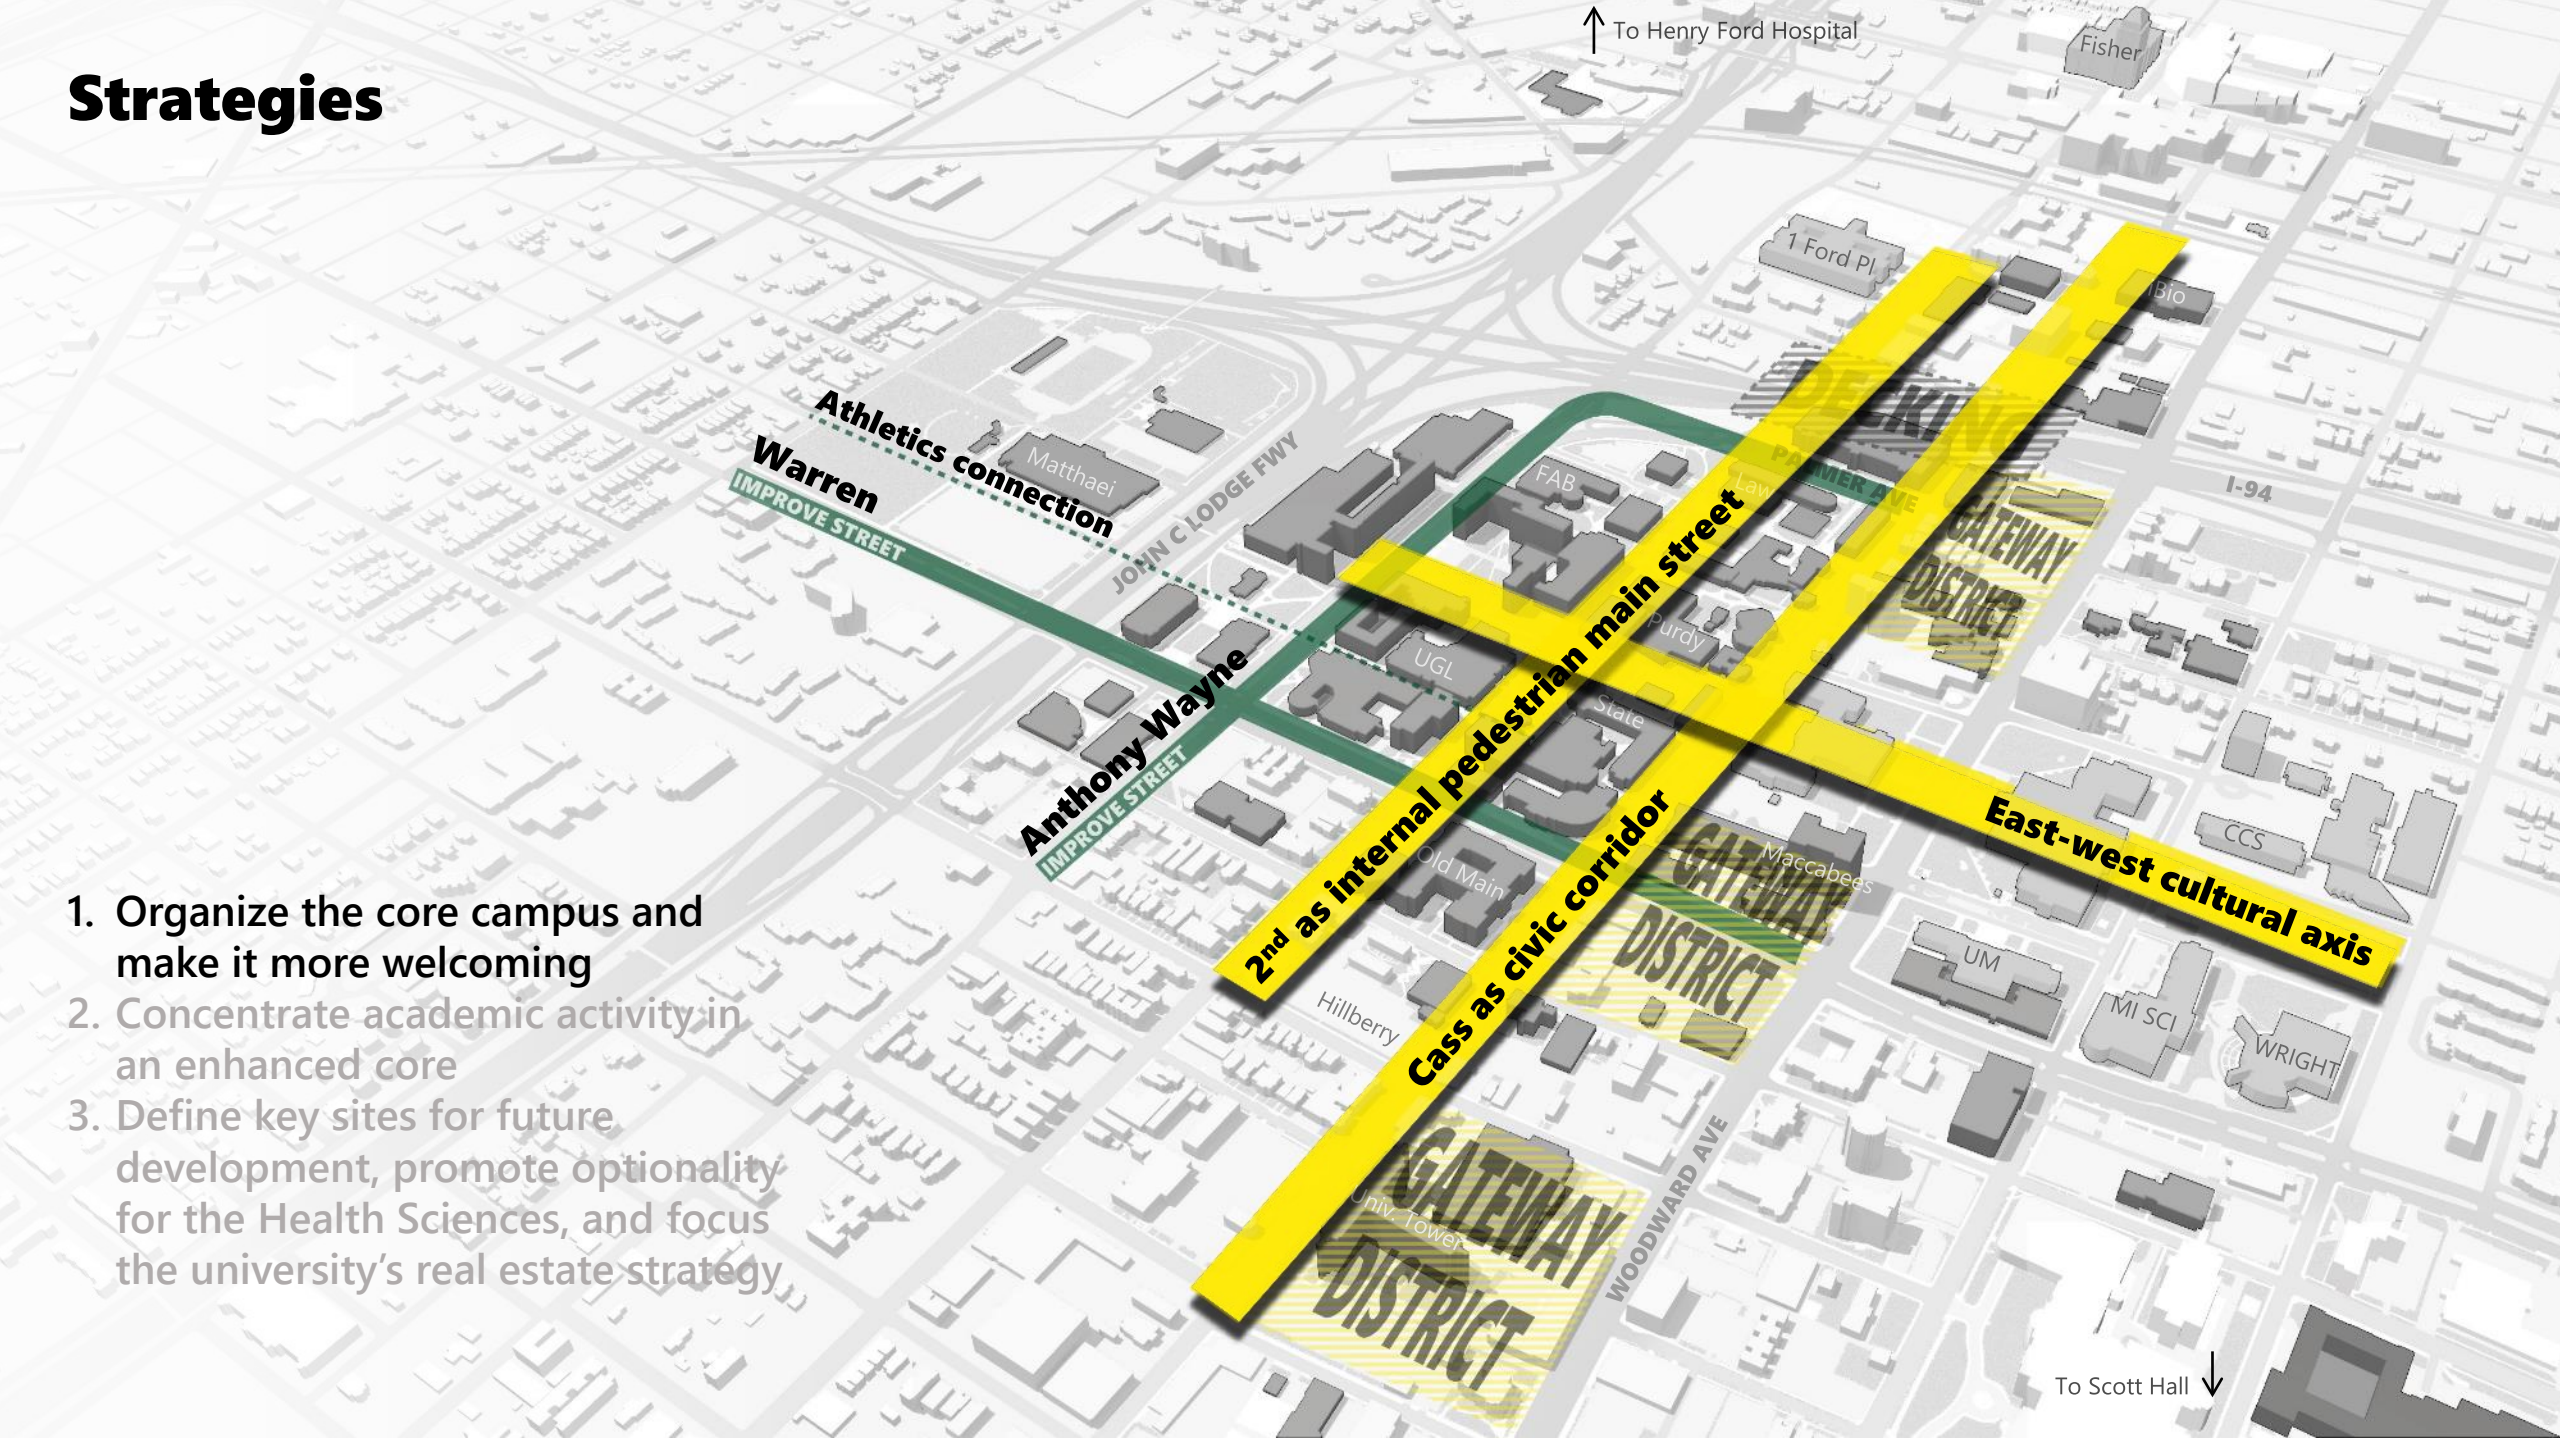 Strategies
To Henry Ford Hospital
Fisher
1 Ford Pl
iBio
DECKING
Athletics connection
Matthaei
JOHN C LODGE FWY
FAB
Law
PALMER AVE
I-94
Warren
IMPROVE STREET
GATEWAY
DISTRICT
2nd as internal pedestrian main street
Purdy
UGL
State
Anthony Wayne
IMPROVE STREET
Cass as civic corridor
East-west cultural axis
CCS
Old Main
Maccabees
GATEWAY
DISTRICT
UM
MI SCI
WRIGHT
Hillberry
1. Organize the core campus and
make it more welcoming
2. Concentrate academic activity in
an enhanced core
3. Define key sites for future
development, promote optionality
for the Health Sciences, and focus
the university's real estate strategy
GATEWAY
Univ. Tower
DISTRICT
WOODWARD AVE
To Scott Hall